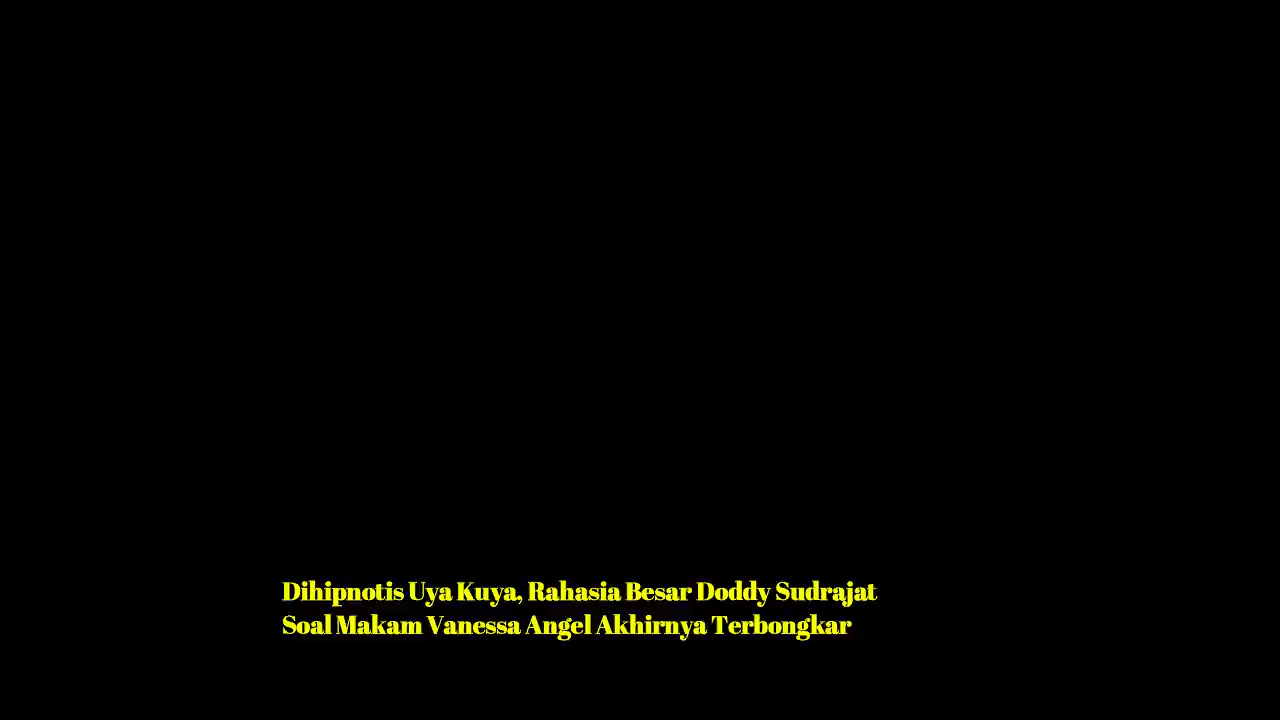 Dihipnotis Uya Kuya, Rahasia Besar Doddy Sudrajat
Soal Makam Vanessa Angel Akhirnya Terbongkar